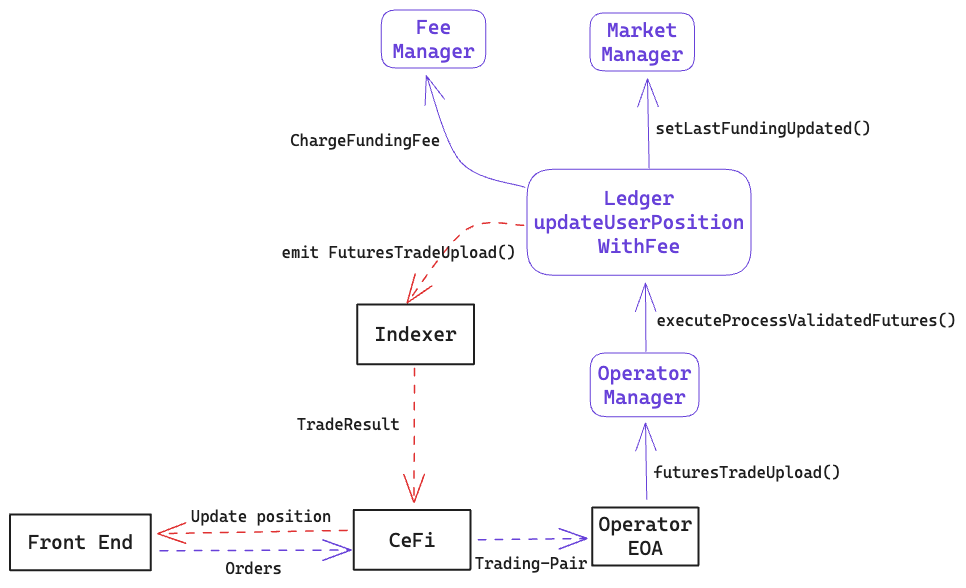 Fee
Manager
Market
Manager
ChargeFundingFee
setLastFundingUpdated()
Ledger
updateUserPosition
WithFee
emit FuturesTradeUpload()
Indexer
executeProcessValidatedFutures()
Operator
Manager
TradeResult
futuresTradeUpload()
Update position
Front End
CeFi
Operator
EOA
Orders
Trading-Pair